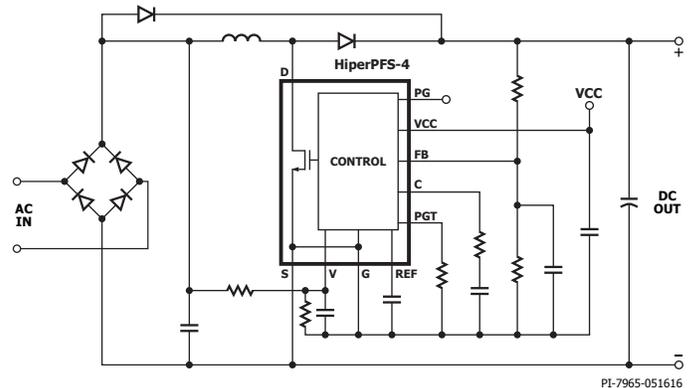 HiperPFS-4
D
PG
VCC
VCC
CONTROL
FB
C
PGT
AC
IN
DC
OUT
S
V
G
REF
+
–
PI-7965-051616